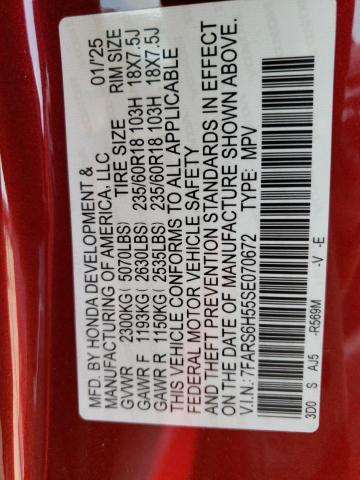 MFD. BY HONDA DEVELOPMENT &
MANUFACTURING OF AMERICA, LLC 01/'25
TIRE SIZE RIM SIZE
GVWR 2300KG( 5070LBS)
GAWR F 1193KG( 2630LBS) 235/60R18 103H 18X7.5J
GAWR R 1150KG( 2535LBS) 235/60R18 103H 18X7.5J
THIS VEHICLE CONFORMS TO ALL APPLICABLE
FEDERAL MOTOR VEHICLE SAFETY
AND THEFT PREVENTION STANDARDS IN EFFECT
ON THE DATE OF MANUFACTURE SHOWN ABOVE.
V.I.N.: 7FARS6H55SE070672 TYPE: MPV
3D0 S AJ5 -R569M -V -E